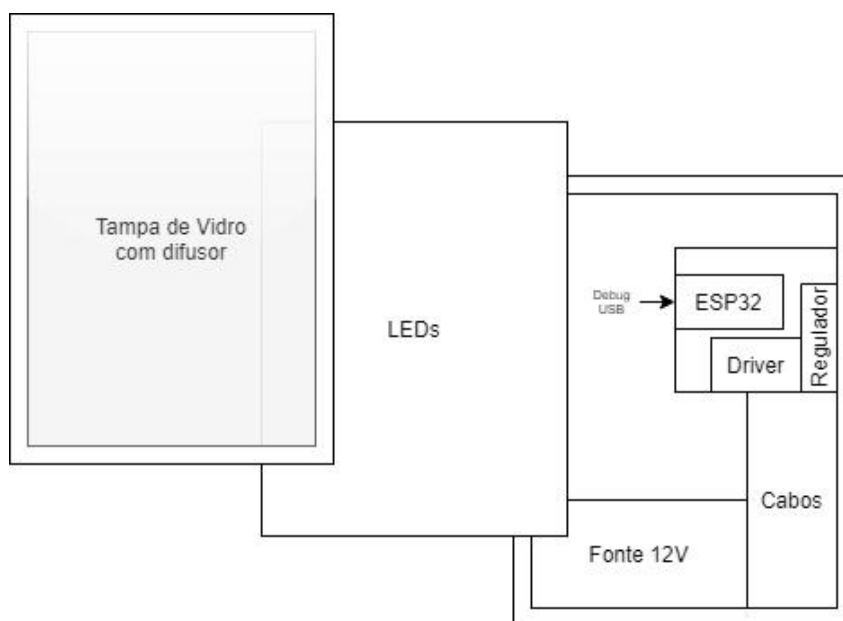 Tampa de Vidro
com difusor
LEDs
Debug
USB
ESP32
Regulador
Driver
Cabos
Fonte 12V